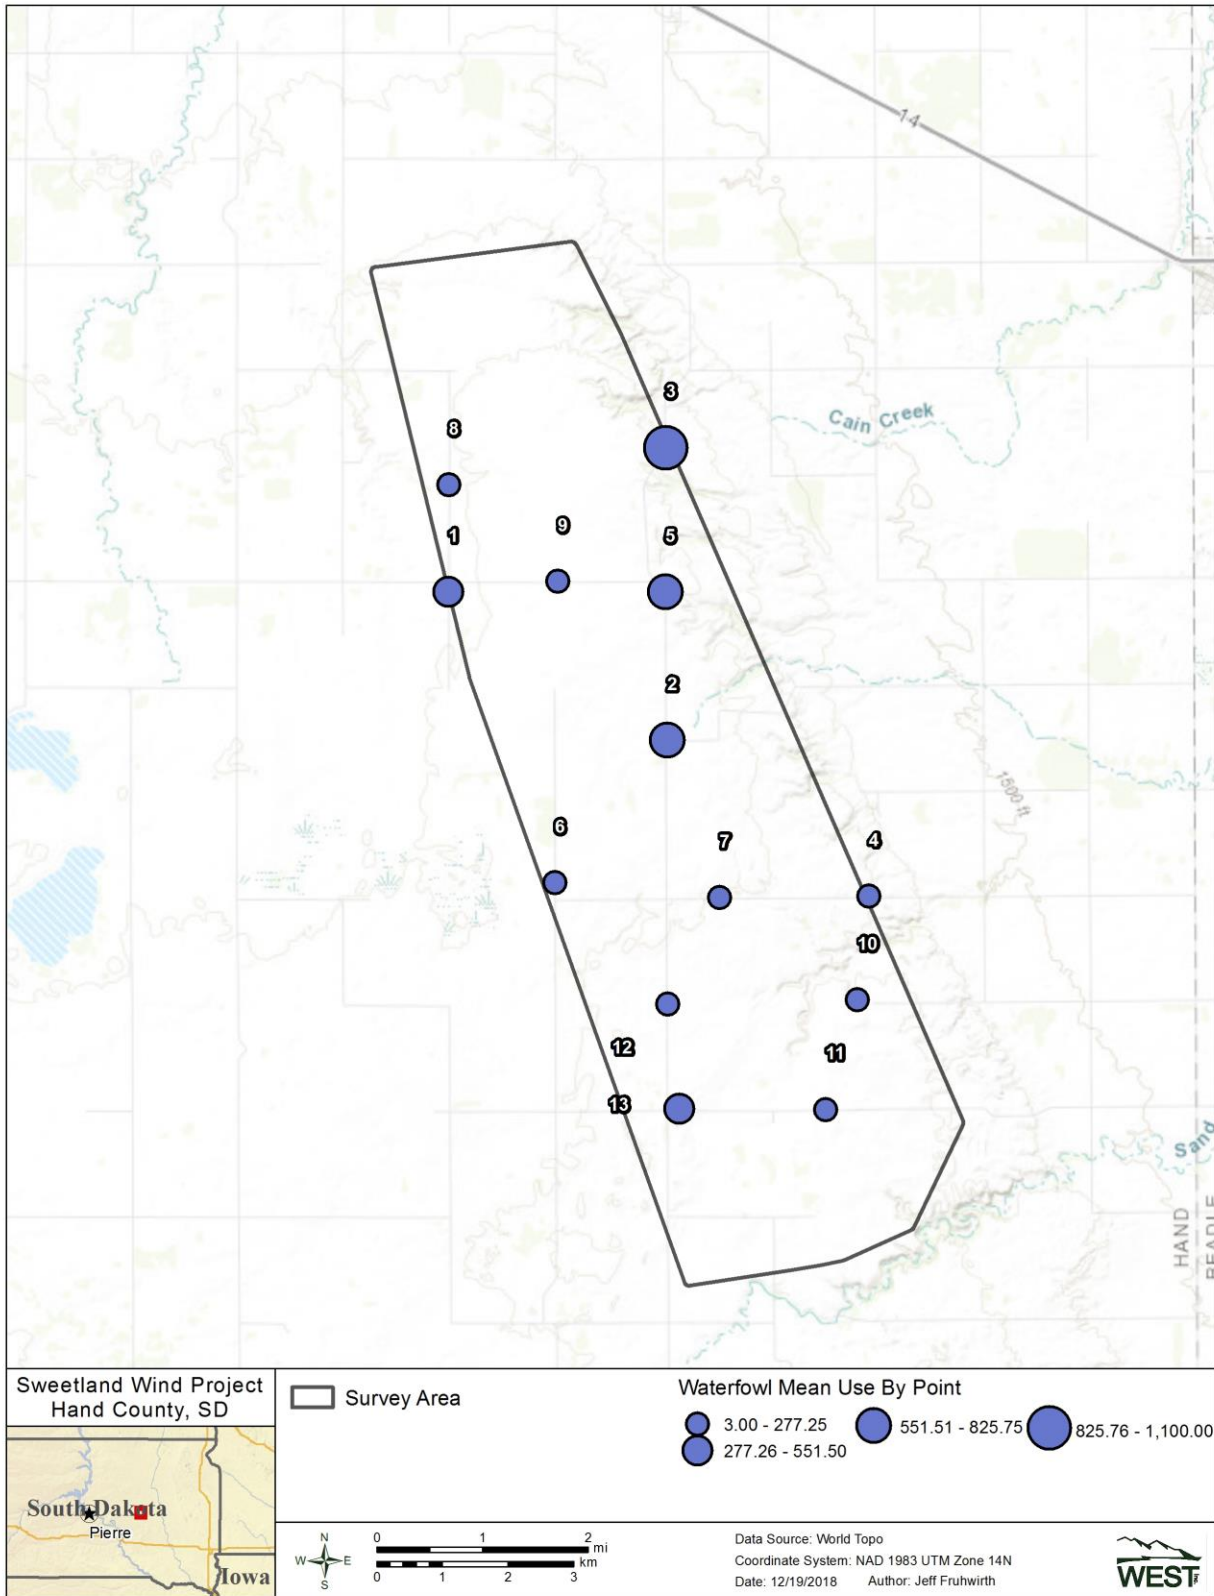 14
3
Cain Creek
8
9
1
5
2
1500 ft
6
7
4
10
12
11
13
Sand
HAND
BEADLE
Sweetland Wind Project
Hand County, SD
Survey Area
Waterfowl Mean Use By Point
3.00 - 277.25
551.51 - 825.75
825.76 - 1,100.00
277.26 - 551.50
South Dakota
Pierre
Iowa
N
W E
S
0 1 2
mi
km
0 1 2 3
Data Source: World Topo
Coordinate System: NAD 1983 UTM Zone 14N
Date: 12/19/2018 Author: Jeff Fruhwirth
WEST